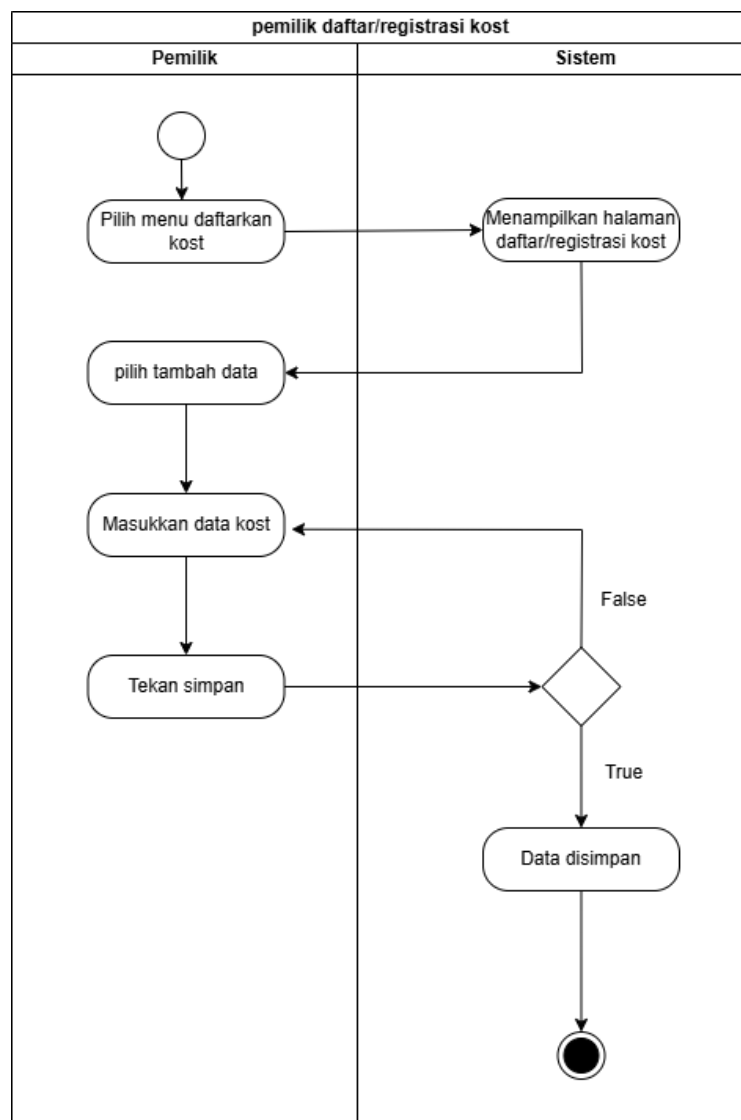 pemilik daftar/registrasi kost
Pemilik
Sistem
Pilih menu daftarkan
kost
Menampilkan halaman
daftar/registrasi kost
pilih tambah data
Masukkan data kost
False
Tekan simpan
True
Data disimpan